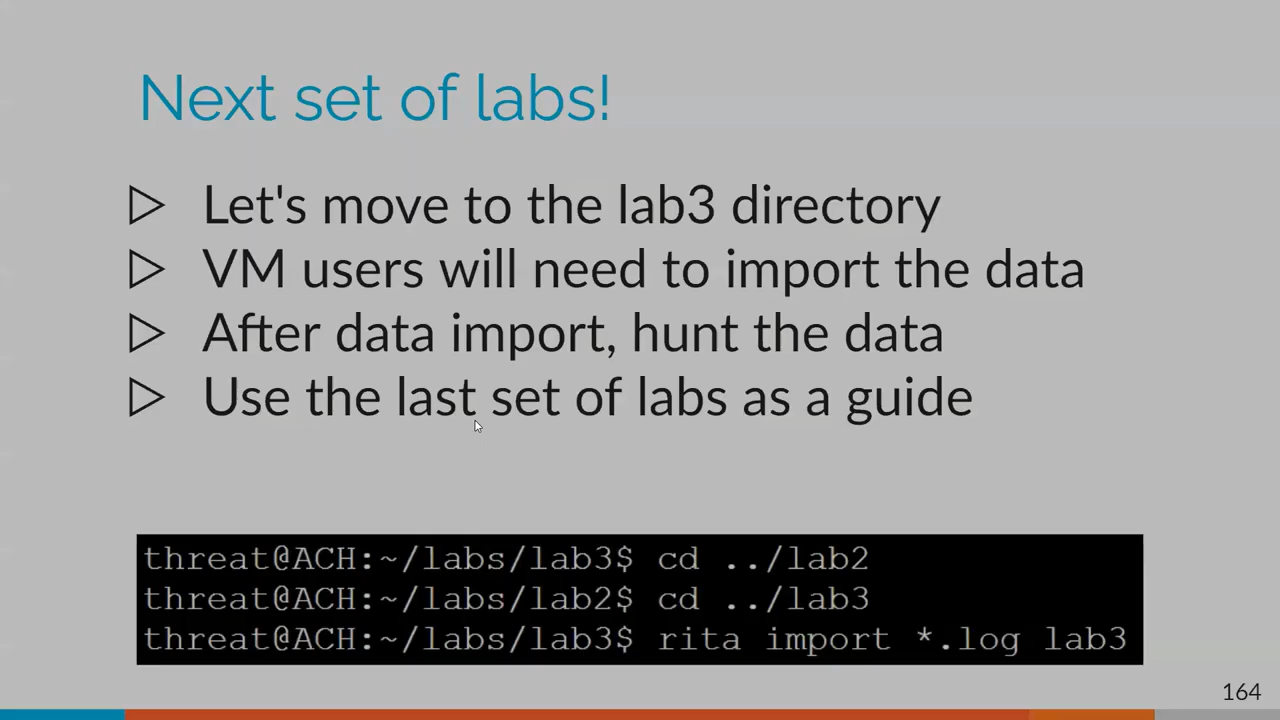 Next set of labs!
Let's move to the lab3 directory
VM users will need to import the data
After data import, hunt the data
Use the last set of labs as a guide
threat@ACH:~/labs/lab3$ cd ../lab2
threat@ACH:~/labs/lab2$ cd ../lab3
threat@ACH:~/labs/lab3$ rita import *.log lab3
164